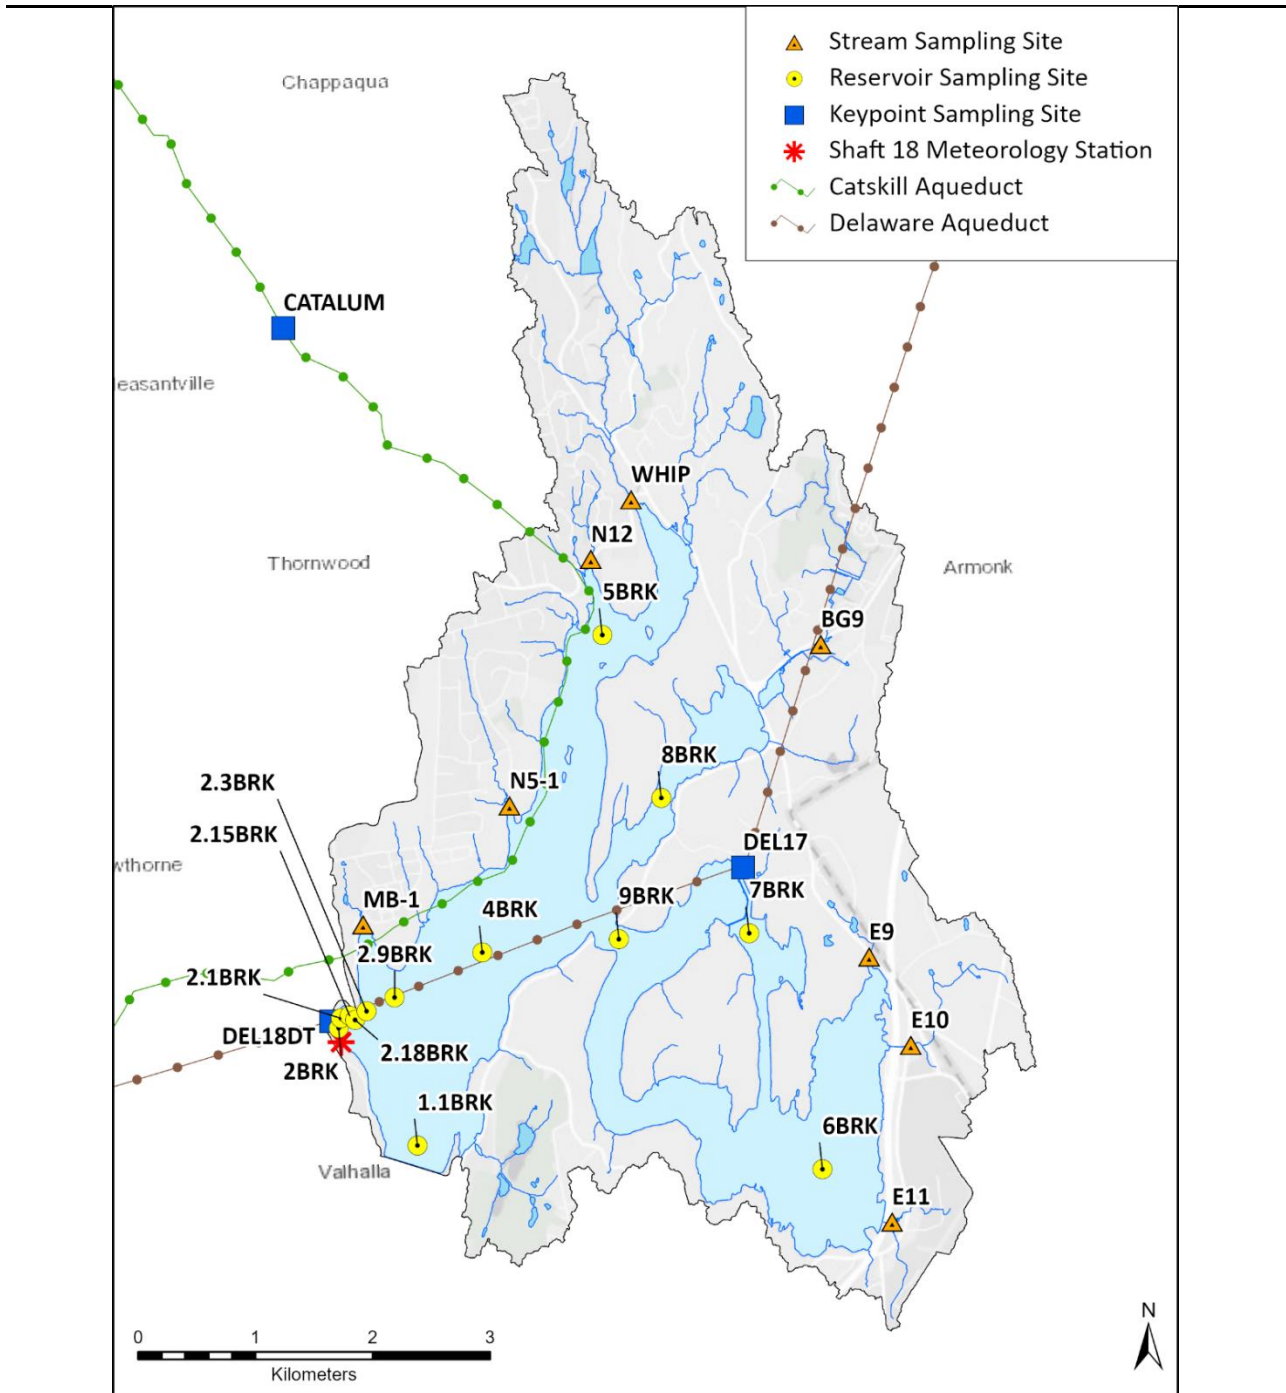 Stream Sampling Site
Reservoir Sampling Site
Keypoint Sampling Site
Shaft 18 Meteorology Station
Catskill Aqueduct
Delaware Aqueduct
Chappaqua
CATALUM
easantville
WHIP
N12
Thornwood
Armonk
5BRK
BG9
8BRK
2.3BRK
N5-1
2.15BRK
DEL17
wthorne
7BRK
MB-1
9BRK
4BRK
2.9BRK
E9
2.1BRK
E10
DEL18DT
2.18BRK
2BRK
1.1BRK
6BRK
Valhalla
E11
N
0 1 2 3
Kilometers